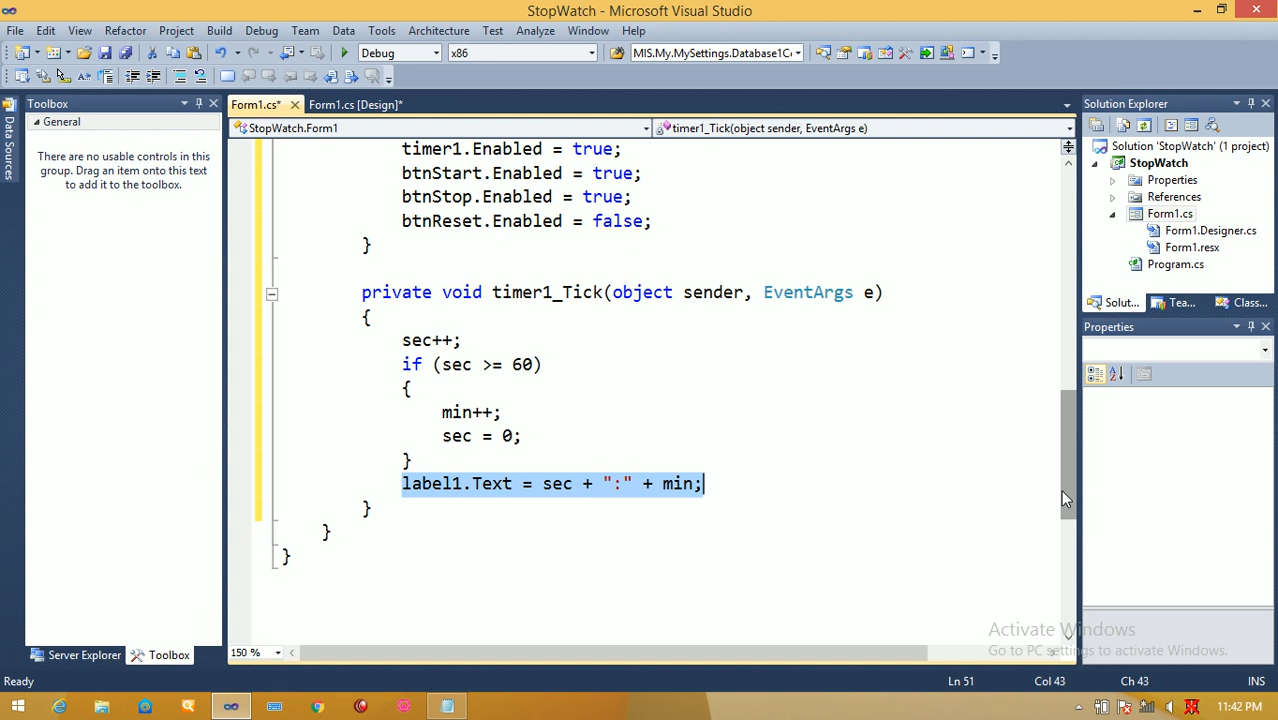 StopWatch - Microsoft Visual Studio
File Edit View Refactor Project Build Debug Team Data Tools Architecture Test Analyze Window Help
Debug x86 MIS.My.MySettings.Database1C
Data Sources
Toolbox
General
There are no usable controls in this
group. Drag an item onto this text
to add it to the toolbox.
Server Explorer Toolbox
Form1.cs* Form1.cs [Design]*
StopWatch.Form1 timer1_Tick(object sender, EventArgs e)
timer1.Enabled = true;
btnStart.Enabled = true;
btnStop.Enabled = true;
btnReset.Enabled = false;
}
private void timer1_Tick(object sender, EventArgs e)
{
sec++;
if (sec >= 60)
{
min++;
sec = 0;
}
label1.Text = sec + ":" + min;
}
}
}
150 %
Solution Explorer
Solution 'StopWatch' (1 project)
StopWatch
Properties
References
Form1.cs
Form1.Designer.cs
Form1.resx
Program.cs
Solut... Tea... Class...
Properties
Activate Windows
Go to PC settings to activate Windows.
Ready Ln 51 Col 43 Ch 43 INS
11:42 PM